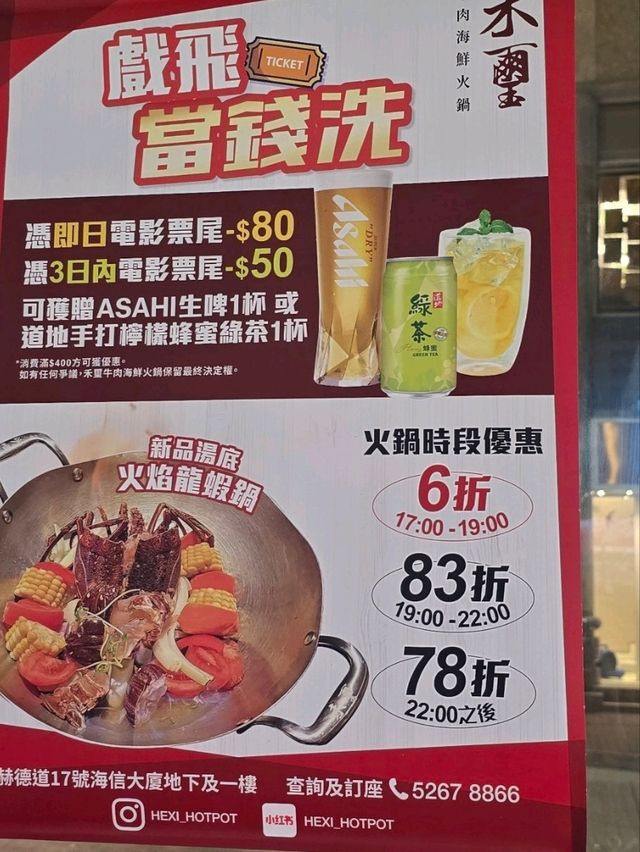 禾璽
肉海鮮火鍋
戲飛
TICKET
當錢洗
憑即日電影票尾-$80
憑3日內電影票尾-$50
可獲贈ASAHI生啤1杯 或
道地手打檸檬蜂蜜綠茶1杯
*消費滿$400方可獲優惠。
如有任何爭議,禾璽牛肉海鮮火鍋保留最終決定權。
Asahi
"DRY"
道地
綠茶
蜂蜜
GREEN TEA
新品湯底
火焰龍蝦鍋
火鍋時段優惠
6折
17:00-19:00
83折
19:00-22:00
78折
22:00之後
赫德道17號海信大廈地下及一樓 查詢及訂座 5267 8866
HEXI_HOTPOT 小红书 HEXI_HOTPOT